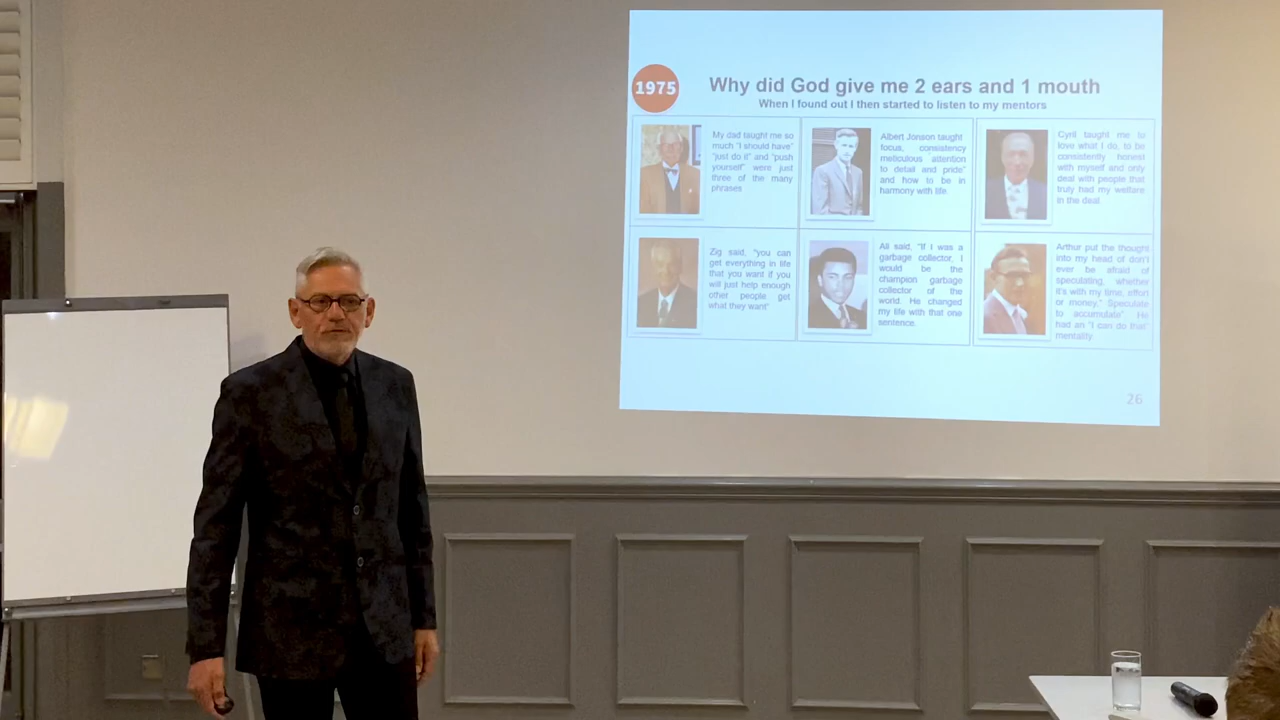 1975
Why did God give me 2 ears and 1 mouth
When I found out I then started to listen to my mentors
My dad taught me so
much "I should have"
"just do it" and "push
yourself" were just
three of the many
phrases
Albert Jonson taught
focus, consistency
meticulous attention
to detail and pride"
and how to be in
harmony with life.
Cyril taught me to
love what I do, to be
consistently honest
with myself and only
deal with people that
truly had my welfare
in the deal
Zig said, "you can
get everything in life
that you want if you
will just help enough
other people get
what they want"
Ali said, "If I was a
garbage collector, I
would be the
champion garbage
collector of the
world. He changed
my life with that one
sentence.
Arthur put the thought
into my head of don't
ever be afraid of
speculating, whether
it's with my time, effort
or money." Speculate
to accumulate". He
had an "I can do that"
mentality.
26